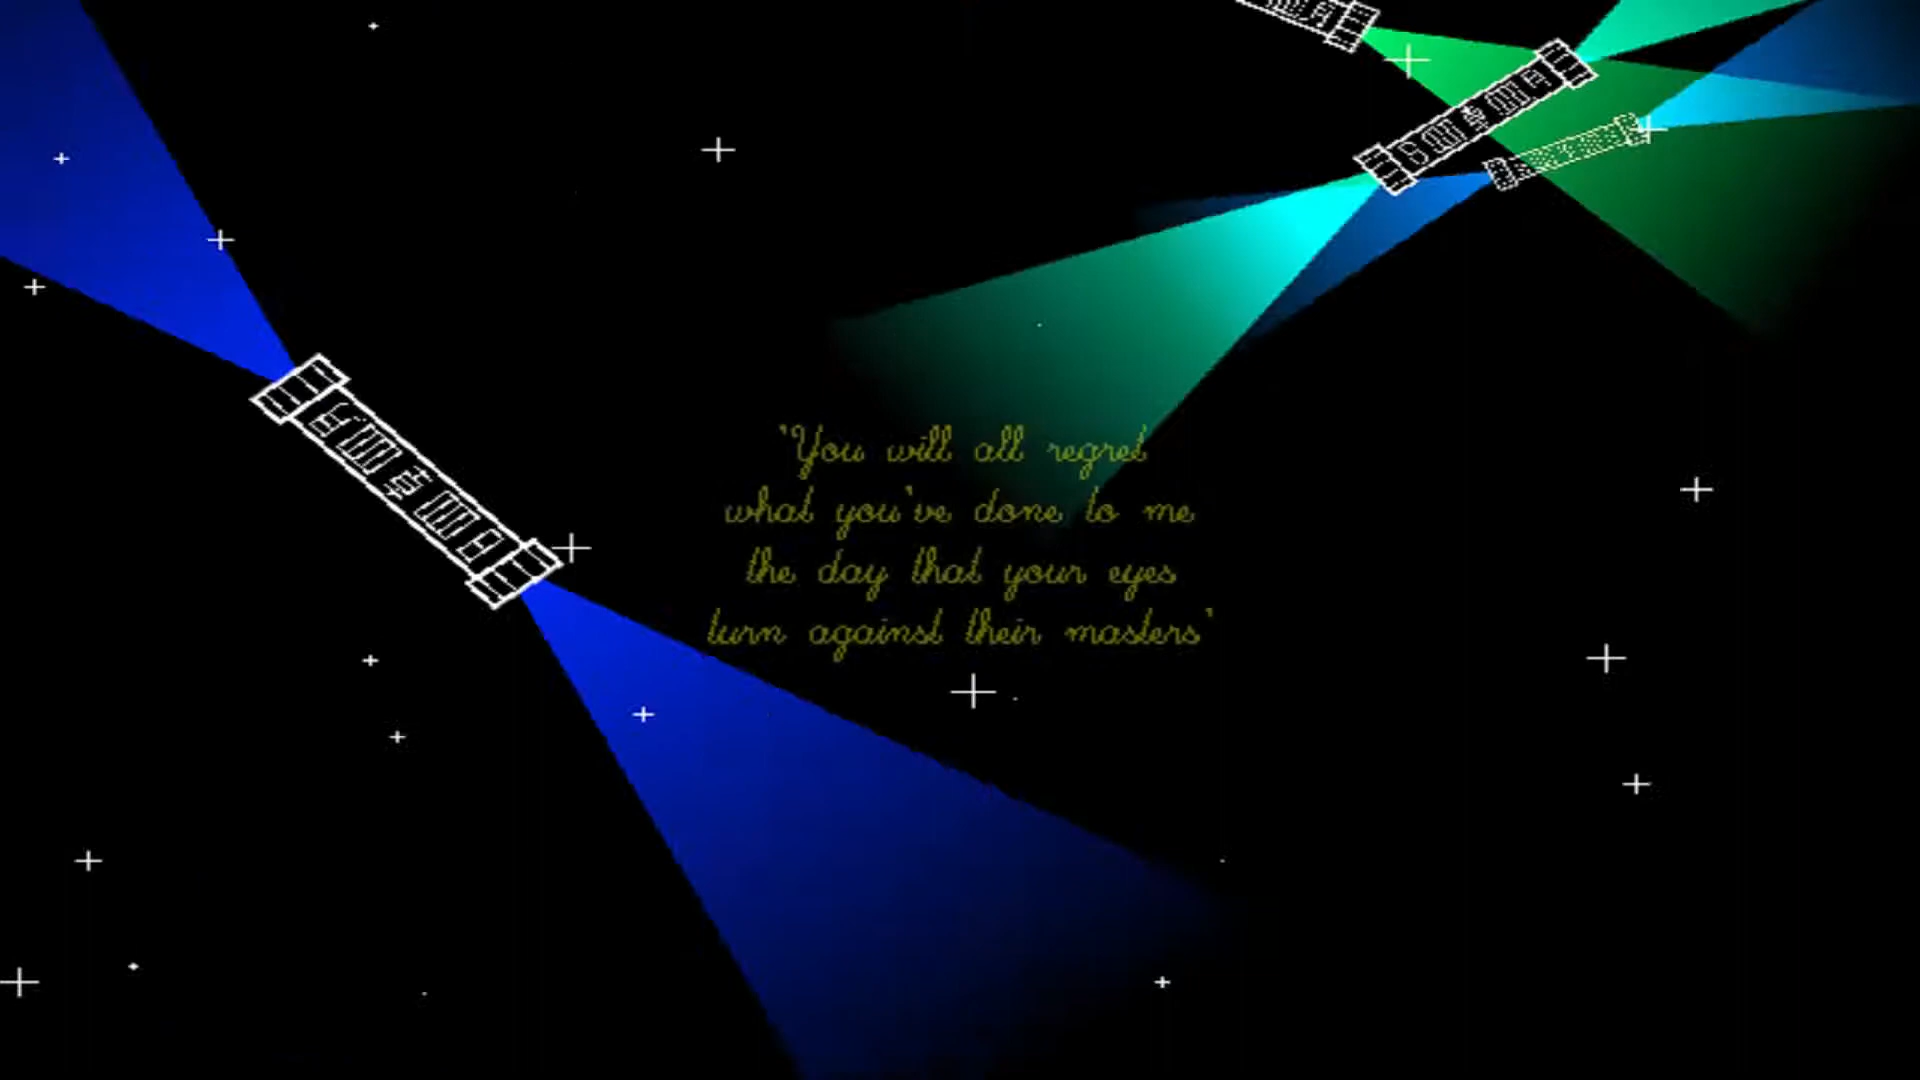 'You will all regret
what you've done to me
the day that your eyes
turn against their masters'